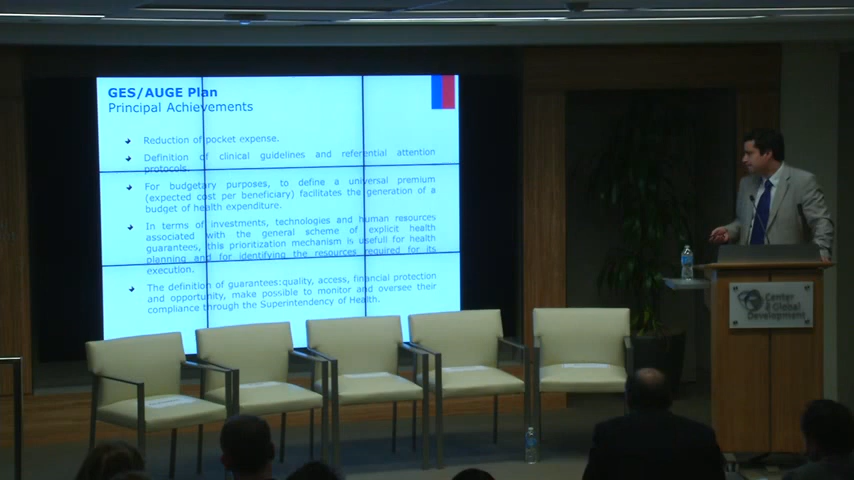 GES/AUGE Plan
Principal Achievements
Reduction of pocket expense.
Definition of clinical guidelines and referential attention
protocols.
For budgetary purposes, to define a universal premium
(expected cost per beneficiary) facilitates the generation of a
budget of health expenditure.
In terms of investments, technologies and human resources
associated with the general scheme of explicit health
guarantees, this prioritization mechanism is usefull for health
planning and for identifying the resources required for its
execution.
The definition of guarantees:quality, access, financial protection
and opportunity, make possible to monitor and oversee their
compliance through the Superintendency of Health.
Center
Global
Development